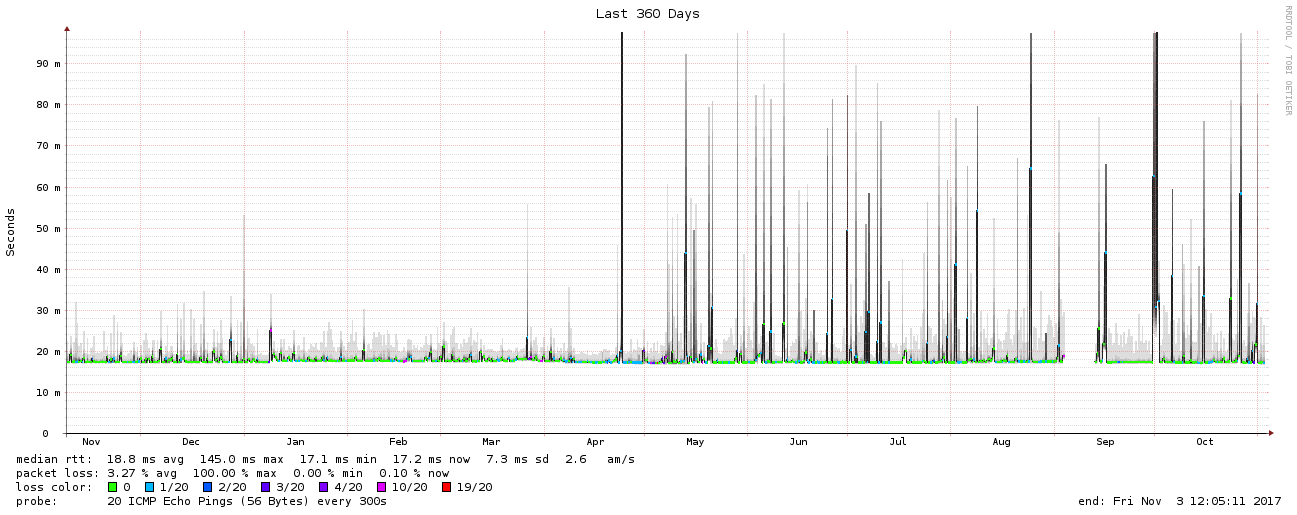 Last 360 Days
RRDTOOL / TOBI OETIKER
Seconds
90 m
80 m
70 m
60 m
50 m
40 m
30 m
20 m
10 m
0
Nov Dec Jan Feb Mar Apr May Jun Jul Aug Sep Oct
median rtt: 18.8 ms avg 145.0 ms max 17.1 ms min 17.2 ms now 7.3 ms sd 2.6 am/s
packet loss: 3.27 % avg 100.00 % max 0.00 % min 0.10 % now
loss color: 0 1/20 2/20 3/20 4/20 10/20 19/20
probe: 20 ICMP Echo Pings (56 Bytes) every 300s end: Fri Nov 3 12:05:11 2017